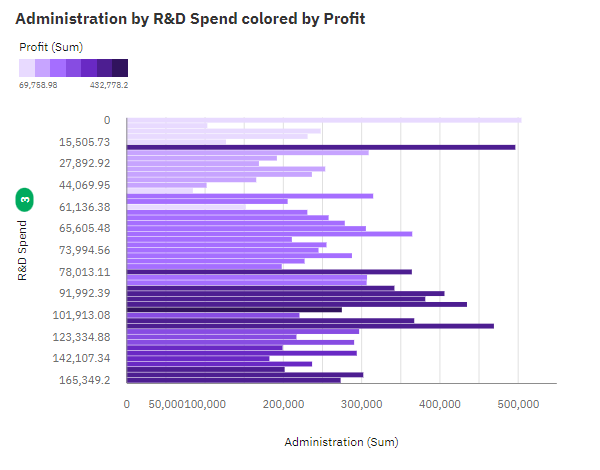 Administration by R&D Spend colored by Profit
Profit (Sum)
69,758.98 432,778.2
0
15,505.73
27,892.92
44,069.95
61,136.38
65,605.48
73,994.56
78,013.11
91,992.39
101,913.08
123,334.88
142,107.34
165,349.2
R&D Spend 3
0 50,000 100,000 200,000 300,000 400,000 500,000
Administration (Sum)